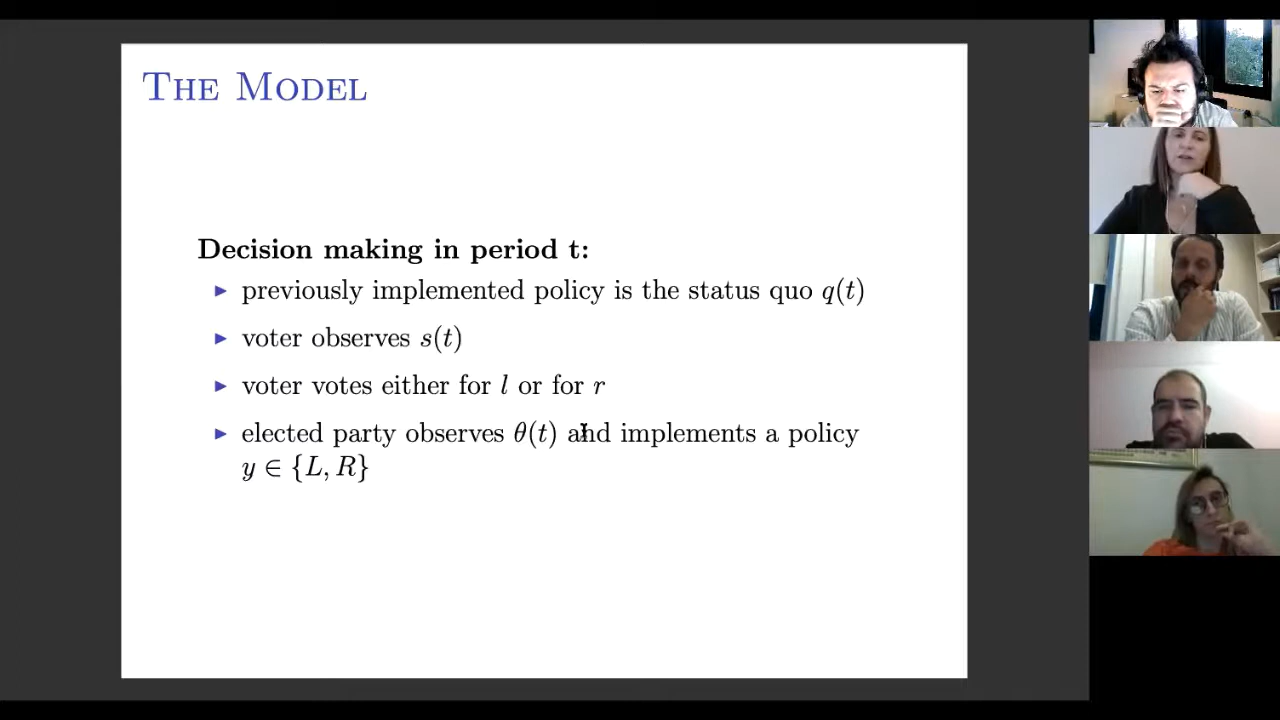 The Model
Decision making in period t:
▶ previously implemented policy is the status quo q(t)
▶ voter observes s(t)
▶ voter votes either for l or for r
▶ elected party observes θ(t) and implements a policy
y ∈ {L, R}